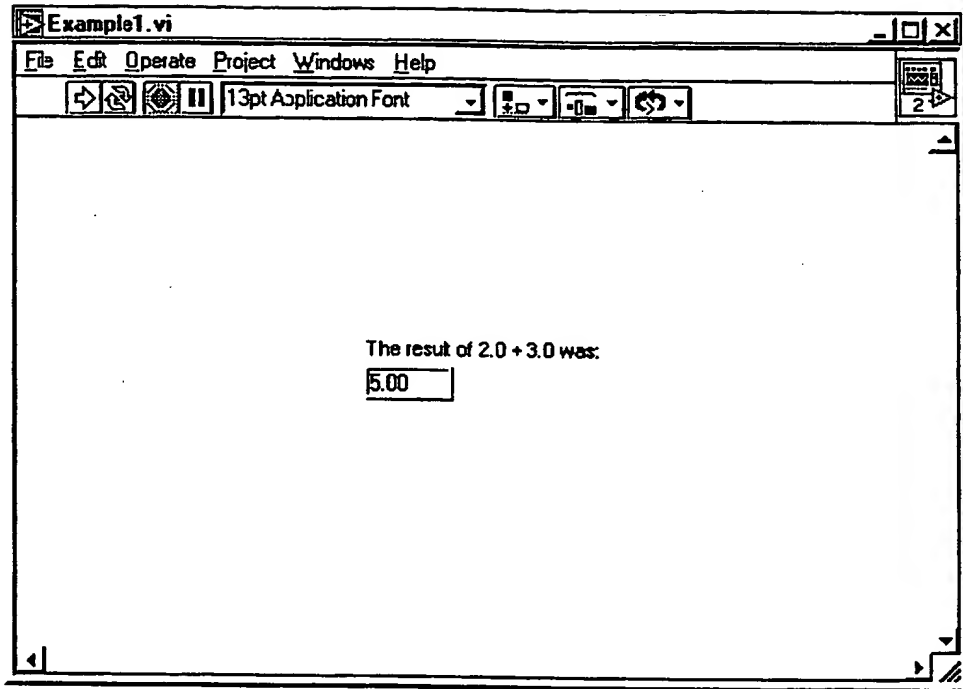 Example1.vi
File Edit Operate Project Windows Help
13pt Application Font
2
The result of 2.0 + 3.0 was:
5.00